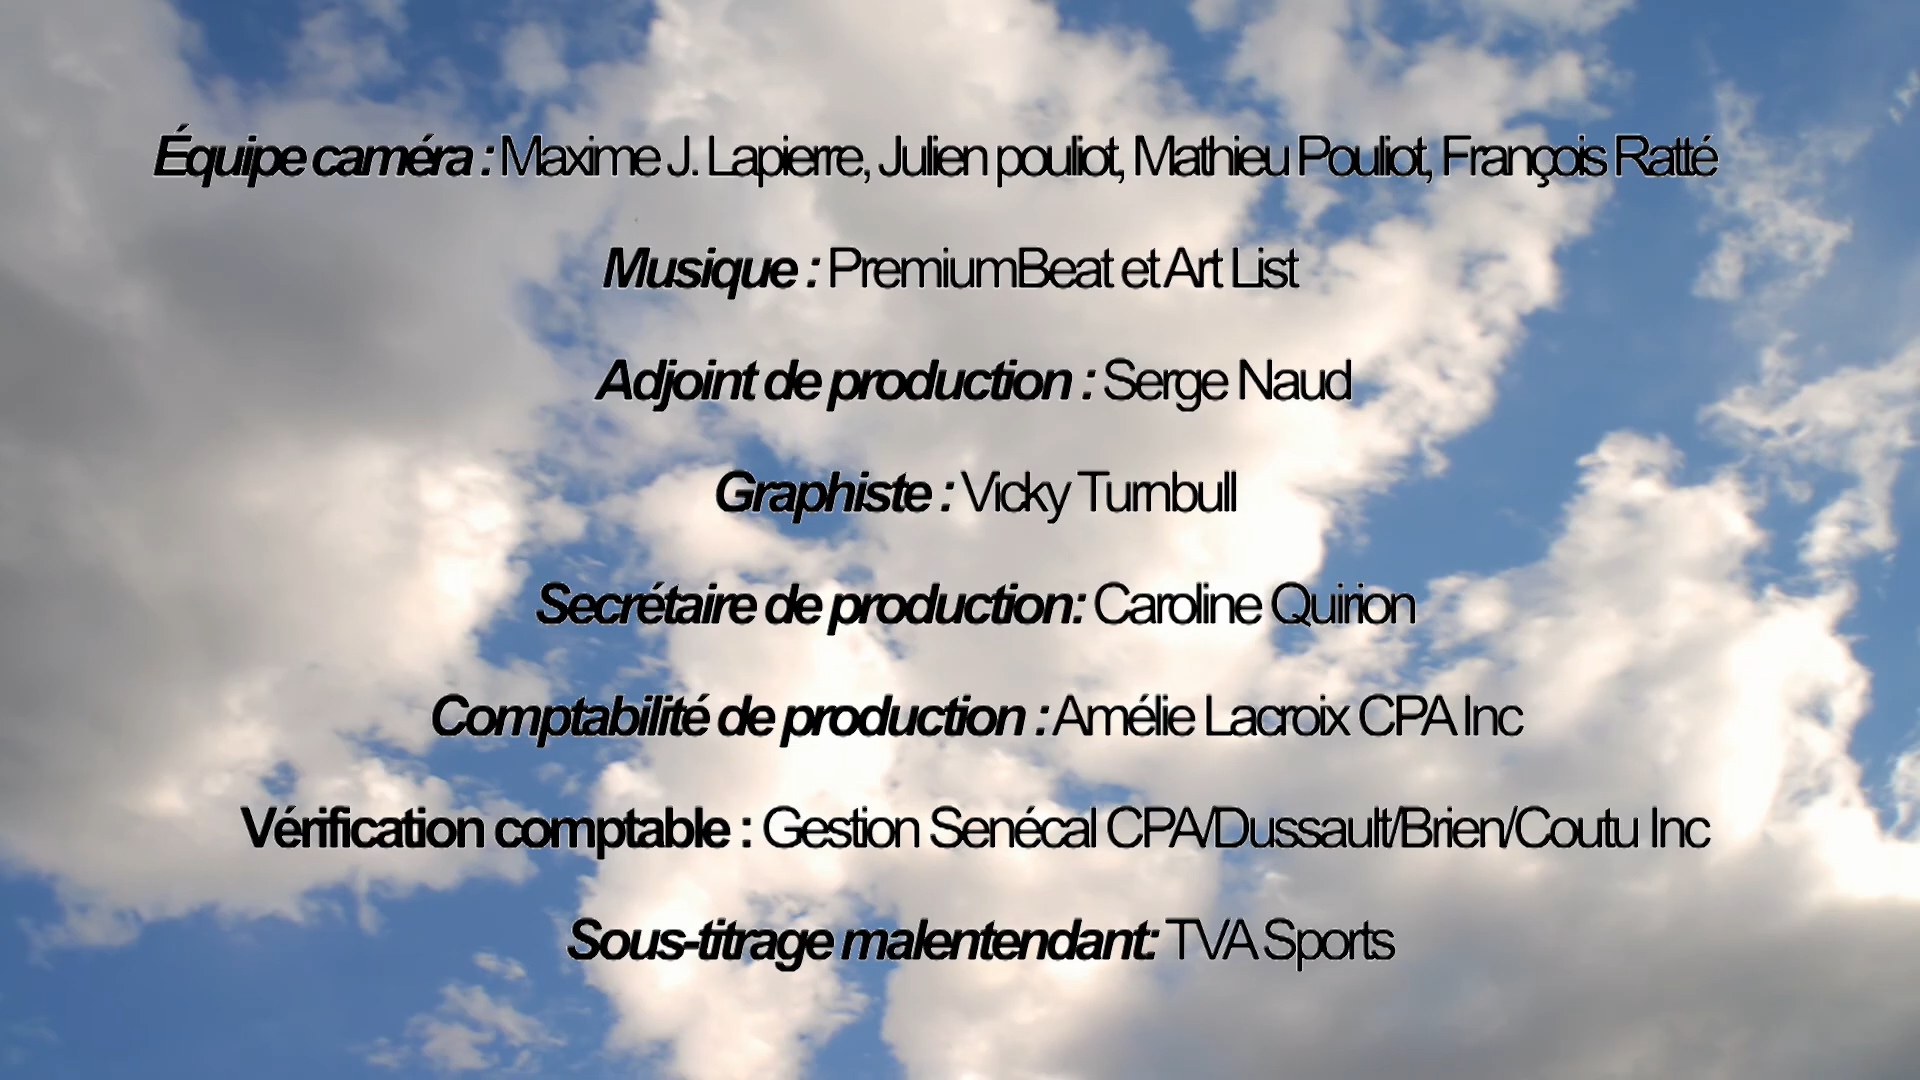 Équipe caméra : Maxime J. Lapierre, Julien pouliot, Mathieu Pouliot, François Ratté
Musique : PremiumBeat et Art List
Adjoint de production : Serge Naud
Graphiste : Vicky Turnbull
Secrétaire de production: Caroline Quirion
Comptabilité de production : Amélie Lacroix CPA Inc
Vérification comptable : Gestion Senécal CPA/Dussault/Brien/Coutu Inc
Sous-titrage malentendant: TVA Sports